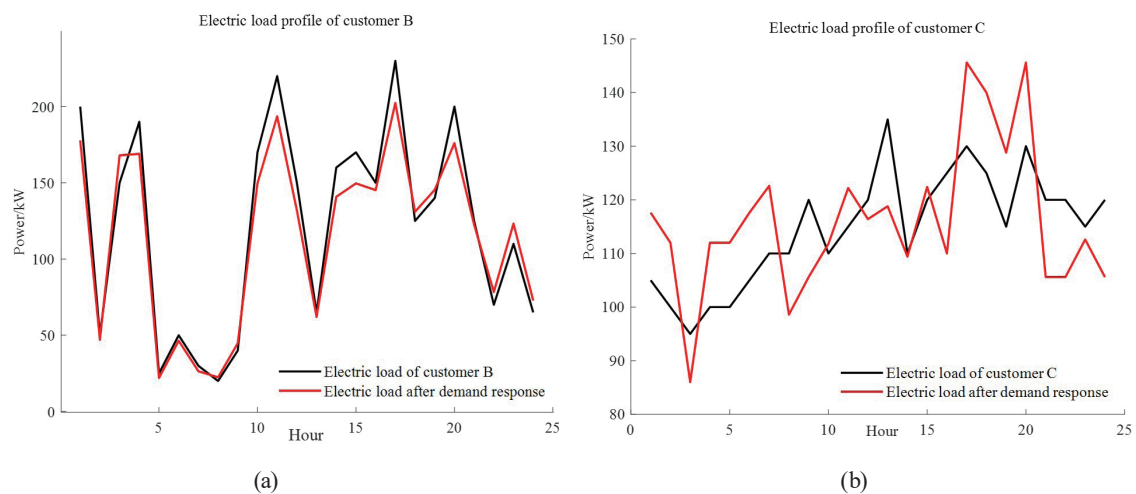 Electric load profile of customer B
Power/kW
200
150
100
50
0
5
10
15
20
25
Hour
Electric load of customer B
Electric load after demand response
(a)
Electric load profile of customer C
Power/kW
150
140
130
120
110
100
90
80
0
5
10
15
20
25
Hour
Electric load of customer C
Electric load after demand response
(b)